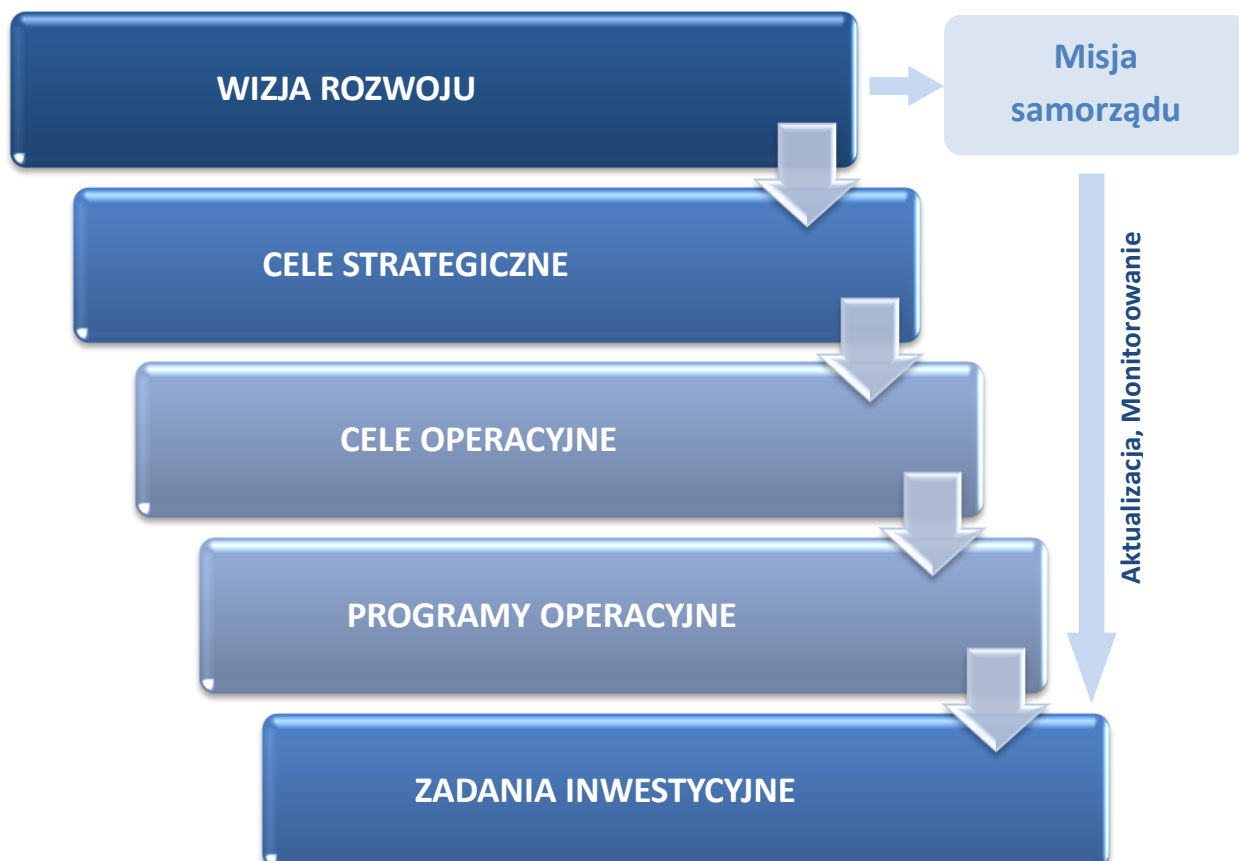 WIZJA ROZWOJU
Misja
samorządu
CELE STRATEGICZNE
CELE OPERACYJNE
PROGRAMY OPERACYJNE
ZADANIA INWESTYCYJNE
Aktualizacja, Monitorowanie